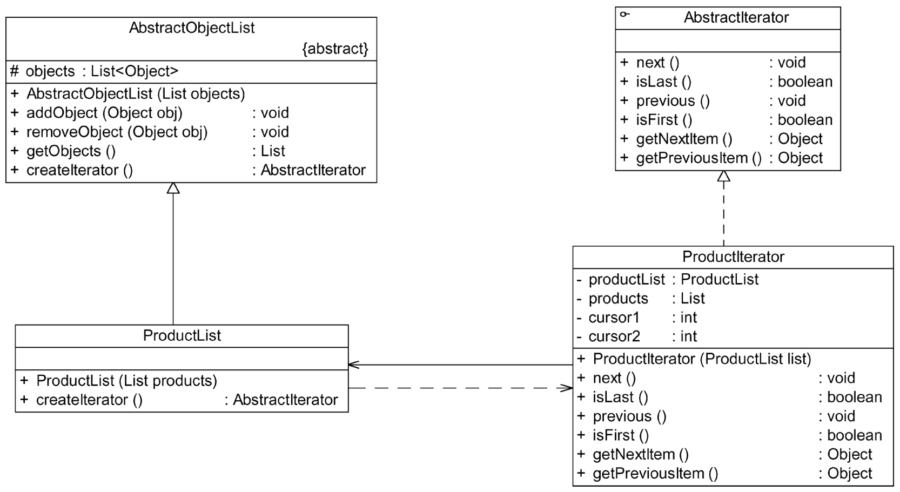 AbstractObjectList
{abstract}
# objects : List<Object>
+ AbstractObjectList (List objects)
+ addObject (Object obj) : void
+ removeObject (Object obj) : void
+ getObjects () : List
+ createIterator () : AbstractIterator
AbstractIterator
+ next () : void
+ isLast () : boolean
+ previous () : void
+ isFirst () : boolean
+ getNextItem () : Object
+ getPreviousItem () : Object
ProductList
+ ProductList (List products)
+ createIterator () : AbstractIterator
ProductIterator
- productList : ProductList
- products : List
- cursor1 : int
- cursor2 : int
+ ProductIterator (ProductList list)
+ next () : void
+ isLast () : boolean
+ previous () : void
+ isFirst () : boolean
+ getNextItem () : Object
+ getPreviousItem () : Object